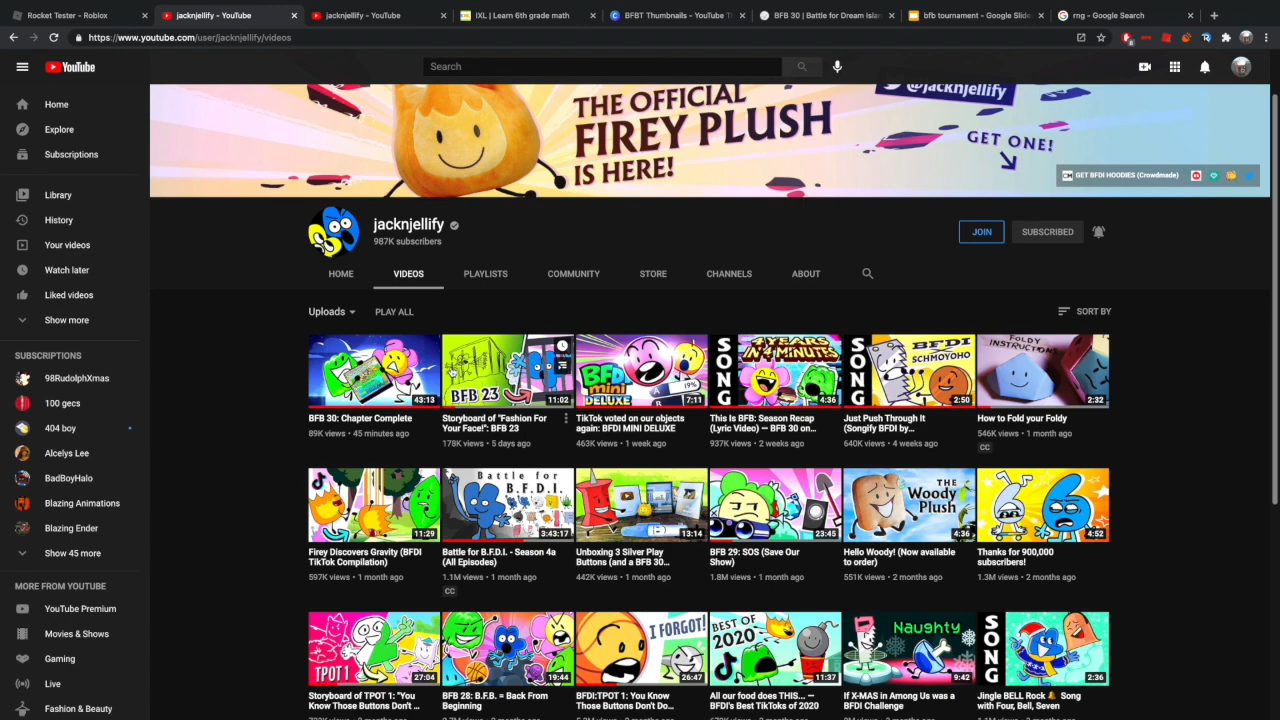 Rocket Tester - Roblox
jacknjellify - YouTube
jacknjellify - YouTube
IXL | Learn 6th grade math
BFBT Thumbnails - YouTube T
BFB 30 | Battle for Dream Islan
bfb tournament - Google Slide
rng - Google Search
https://www.youtube.com/user/jacknjellify/videos
YouTube
Search
Home
Explore
Subscriptions
Library
History
Your videos
Watch later
Liked videos
Show more
SUBSCRIPTIONS
98RudolphXmas
100 gecs
404 boy
Alcelys Lee
BadBoyHalo
Blazing Animations
Blazing Ender
Show 45 more
MORE FROM YOUTUBE
YouTube Premium
Movies & Shows
Gaming
Live
Fashion & Beauty
THE OFFICIAL
FIREY PLUSH
IS HERE!
@jacknjellify
GET ONE!
CM GET BFDI HOODIES (Crowdmade)
jacknjellify
987K subscribers
JOIN
SUBSCRIBED
HOME
VIDEOS
PLAYLISTS
COMMUNITY
STORE
CHANNELS
ABOUT
Uploads
PLAY ALL
SORT BY
43:13
BFB 30: Chapter Complete
89K views • 45 minutes ago
BFB 23
11:02
Storyboard of "Fashion For
Your Face!": BFB 23
178K views • 5 days ago
BFDI
mini
DELUXE
19%
7:11
TikTok voted on our objects
again: BFDI MINI DELUXE
463K views • 1 week ago
SONG
4 YEARS
IN 4 MINUTES
4:36
This Is BFB: Season Recap
(Lyric Video) — BFB 30 on...
937K views • 2 weeks ago
SONG
BFDI
SCHMOYOHO
2:50
Just Push Through It
(Songify BFDI by...
640K views • 4 weeks ago
FOLDY
INSTRUCTIONS
2:32
How to Fold your Foldy
546K views • 1 month ago
CC
11:29
Firey Discovers Gravity (BFDI
TikTok Compilation)
597K views • 1 month ago
Battle for
B.F.D.I.
3:43:17
Battle for B.F.D.I. - Season 4a
(All Episodes)
1.1M views • 1 month ago
CC
13:14
Unboxing 3 Silver Play
Buttons (and a BFB 30...
442K views • 1 month ago
23:45
BFB 29: SOS (Save Our
Show)
1.8M views • 1 month ago
THE
Woody
Plush
4:36
Hello Woody! (Now available
to order)
551K views • 2 months ago
4:52
Thanks for 900,000
subscribers!
1.3M views • 2 months ago
TPOT 1
27:04
Storyboard of TPOT 1: "You
Know Those Buttons Don't ...
19:44
BFB 28: B.F.B. = Back From
Beginning
I FORGOT!
26:47
BFDI:TPOT 1: You Know
Those Buttons Don't Do...
BEST OF
2020
11:37
All our food does THIS... —
BFDI's Best TikToks of 2020
Naughty
9:42
If X-MAS in Among Us was a
BFDI Challenge
SONG
2:36
Jingle BELL Rock 🔔 Song
with Four, Bell, Seven